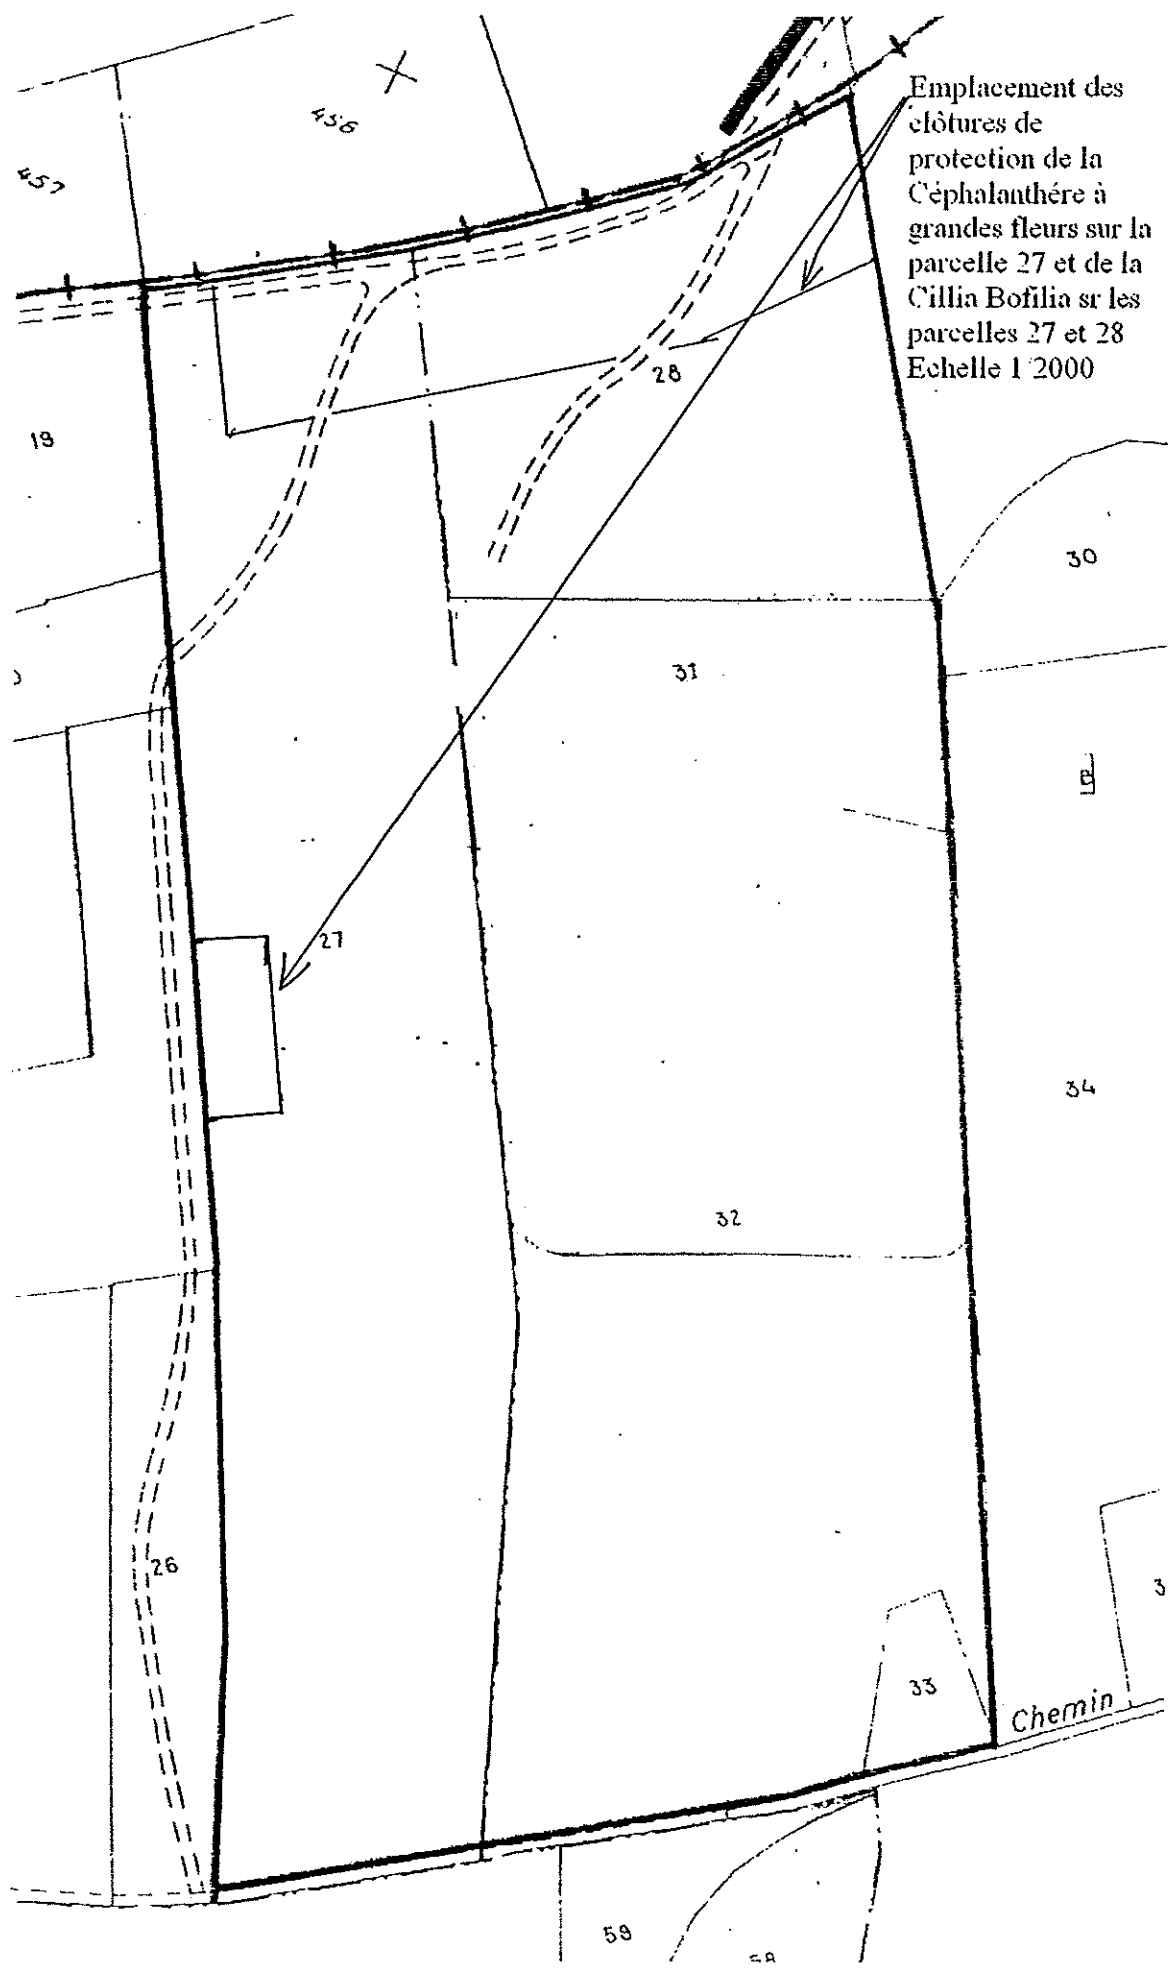 456
457
Emplacement des
clôtures de
protection de la
Céphalanthére à
grandes fleurs sur la
parcelle 27 et de la
Cillia Bofilia sr les
parcelles 27 et 28
Echelle 1 2000
28
19
30
31
B
27
34
32
26
33
Chemin
59
58